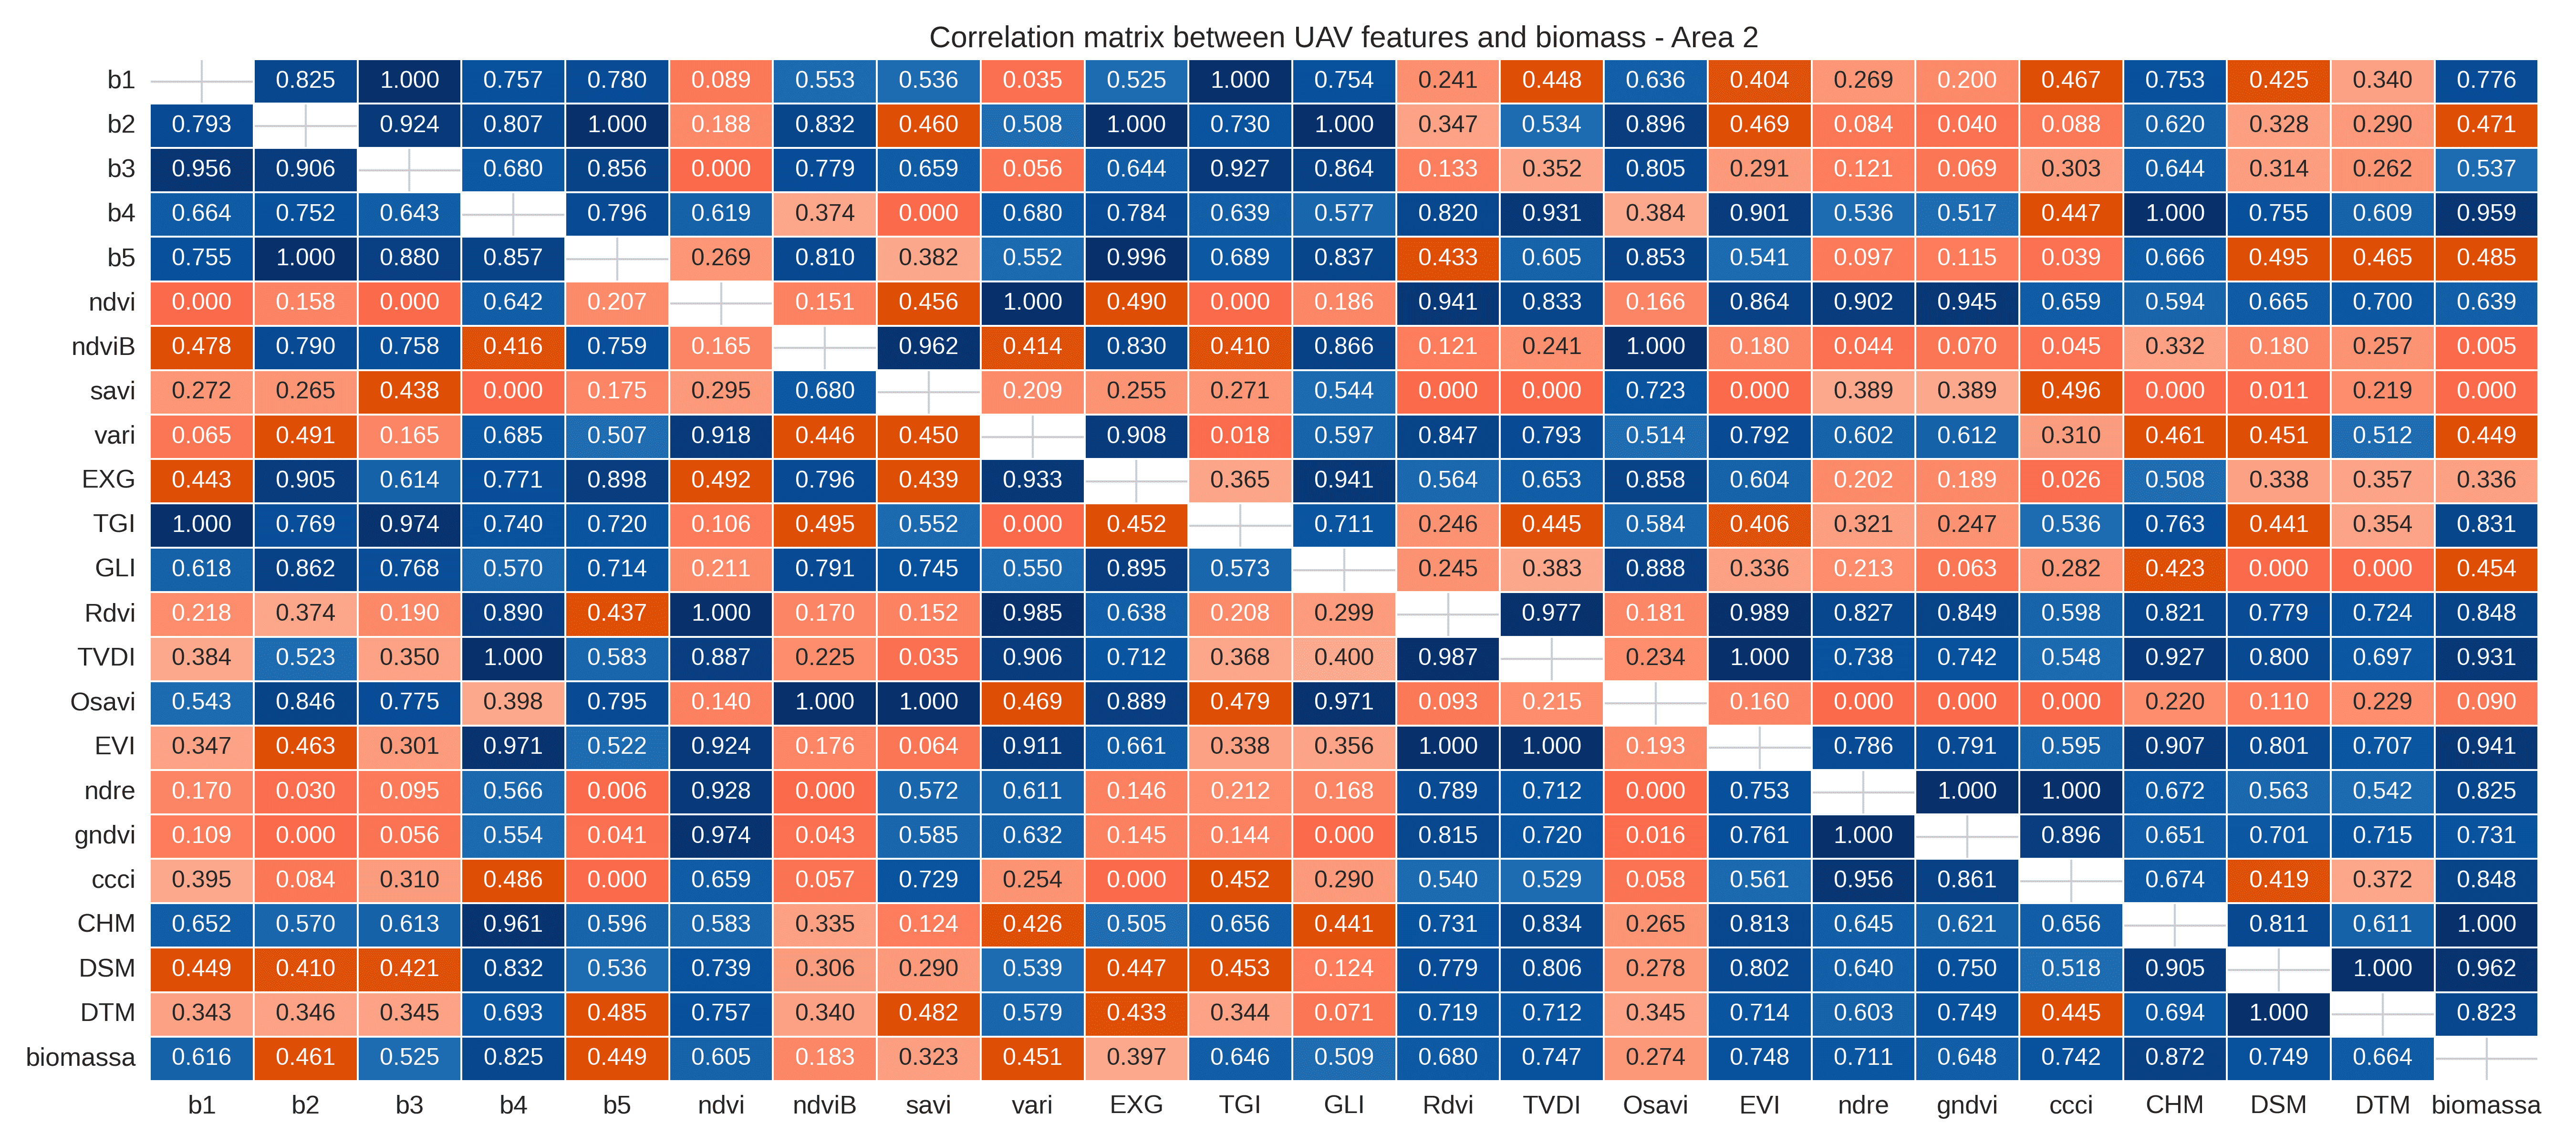 Correlation matrix between UAV features and biomass - Area 2
b1 0.825 1.000 0.757 0.780 0.089 0.553 0.536 0.035 0.525 1.000 0.754 0.241 0.448 0.636 0.404 0.269 0.200 0.467 0.753 0.425 0.340 0.776
b2 0.793 0.924 0.807 1.000 0.188 0.832 0.460 0.508 1.000 0.730 1.000 0.347 0.534 0.896 0.469 0.084 0.040 0.088 0.620 0.328 0.290 0.471
b3 0.956 0.906 0.680 0.856 0.000 0.779 0.659 0.056 0.644 0.927 0.864 0.133 0.352 0.805 0.291 0.121 0.069 0.303 0.644 0.314 0.262 0.537
b4 0.664 0.752 0.643 0.796 0.619 0.374 0.000 0.680 0.784 0.639 0.577 0.820 0.931 0.384 0.901 0.536 0.517 0.447 1.000 0.755 0.609 0.959
b5 0.755 1.000 0.880 0.857 0.269 0.810 0.382 0.552 0.996 0.689 0.837 0.433 0.605 0.853 0.541 0.097 0.115 0.039 0.666 0.495 0.465 0.485
ndvi 0.000 0.158 0.000 0.642 0.207 0.151 0.456 1.000 0.490 0.000 0.186 0.941 0.833 0.166 0.864 0.902 0.945 0.659 0.594 0.665 0.700 0.639
ndviB 0.478 0.790 0.758 0.416 0.759 0.165 0.962 0.414 0.830 0.410 0.866 0.121 0.241 1.000 0.180 0.044 0.070 0.045 0.332 0.180 0.257 0.005
savi 0.272 0.265 0.438 0.000 0.175 0.295 0.680 0.209 0.255 0.271 0.544 0.000 0.000 0.723 0.000 0.389 0.389 0.496 0.000 0.011 0.219 0.000
vari 0.065 0.491 0.165 0.685 0.507 0.918 0.446 0.450 0.908 0.018 0.597 0.847 0.793 0.514 0.792 0.602 0.612 0.310 0.461 0.451 0.512 0.449
EXG 0.443 0.905 0.614 0.771 0.898 0.492 0.796 0.439 0.933 0.365 0.941 0.564 0.653 0.858 0.604 0.202 0.189 0.026 0.508 0.338 0.357 0.336
TGI 1.000 0.769 0.974 0.740 0.720 0.106 0.495 0.552 0.000 0.452 0.711 0.246 0.445 0.584 0.406 0.321 0.247 0.536 0.763 0.441 0.354 0.831
GLI 0.618 0.862 0.768 0.570 0.714 0.211 0.791 0.745 0.550 0.895 0.573 0.245 0.383 0.888 0.336 0.213 0.063 0.282 0.423 0.000 0.000 0.454
Rdvi 0.218 0.374 0.190 0.890 0.437 1.000 0.170 0.152 0.985 0.638 0.208 0.299 0.977 0.181 0.989 0.827 0.849 0.598 0.821 0.779 0.724 0.848
TVDI 0.384 0.523 0.350 1.000 0.583 0.887 0.225 0.035 0.906 0.712 0.368 0.400 0.987 0.234 1.000 0.738 0.742 0.548 0.927 0.800 0.697 0.931
Osavi 0.543 0.846 0.775 0.398 0.795 0.140 1.000 1.000 0.469 0.889 0.479 0.971 0.093 0.215 0.160 0.000 0.000 0.000 0.220 0.110 0.229 0.090
EVI 0.347 0.463 0.301 0.971 0.522 0.924 0.176 0.064 0.911 0.661 0.338 0.356 1.000 1.000 0.193 0.786 0.791 0.595 0.907 0.801 0.707 0.941
ndre 0.170 0.030 0.095 0.566 0.006 0.928 0.000 0.572 0.611 0.146 0.212 0.168 0.789 0.712 0.000 0.753 1.000 1.000 0.672 0.563 0.542 0.825
gndvi 0.109 0.000 0.056 0.554 0.041 0.974 0.043 0.585 0.632 0.145 0.144 0.000 0.815 0.720 0.016 0.761 1.000 0.896 0.651 0.701 0.715 0.731
ccci 0.395 0.084 0.310 0.486 0.000 0.659 0.057 0.729 0.254 0.000 0.452 0.290 0.540 0.529 0.058 0.561 0.956 0.861 0.674 0.419 0.372 0.848
CHM 0.652 0.570 0.613 0.961 0.596 0.583 0.335 0.124 0.426 0.505 0.656 0.441 0.731 0.834 0.265 0.813 0.645 0.621 0.656 0.811 0.611 1.000
DSM 0.449 0.410 0.421 0.832 0.536 0.739 0.306 0.290 0.539 0.447 0.453 0.124 0.779 0.806 0.278 0.802 0.640 0.750 0.518 0.905 1.000 0.962
DTM 0.343 0.346 0.345 0.693 0.485 0.757 0.340 0.482 0.579 0.433 0.344 0.071 0.719 0.712 0.345 0.714 0.603 0.749 0.445 0.694 1.000 0.823
biomassa 0.616 0.461 0.525 0.825 0.449 0.605 0.183 0.323 0.451 0.397 0.646 0.509 0.680 0.747 0.274 0.748 0.711 0.648 0.742 0.872 0.749 0.664
b1 b2 b3 b4 b5 ndvi ndviB savi vari EXG TGI GLI Rdvi TVDI Osavi EVI ndre gndvi ccci CHM DSM DTM biomassa